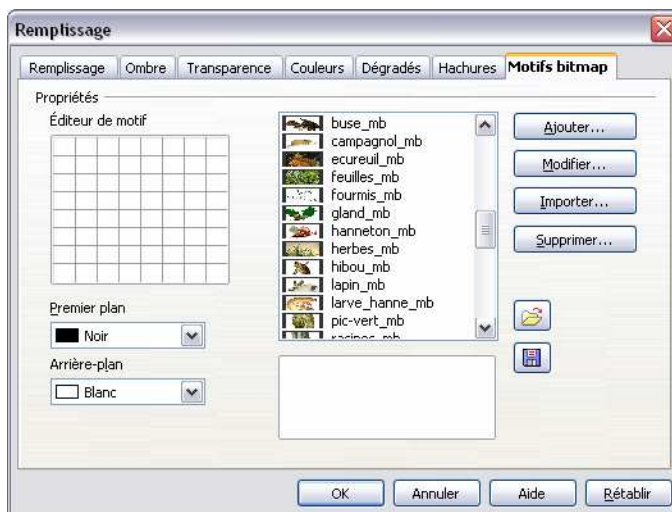 Remplissage
Remplissage Ombre Transparence Couleurs Dégradés Hachures Motifs bitmap
Propriétés
Éditeur de motif
buse_mb
campagnol_mb
ecureuil_mb
feuilles_mb
fourmis_mb
gland_mb
hanneton_mb
herbes_mb
hibou_mb
lapin_mb
larve_hanne_mb
pic-vert_mb
racines_mb
Ajouter...
Modifier...
Importer...
Supprimer...
Premier plan
Noir
Arrière-plan
Blanc
OK Annuler Aide Rétablir